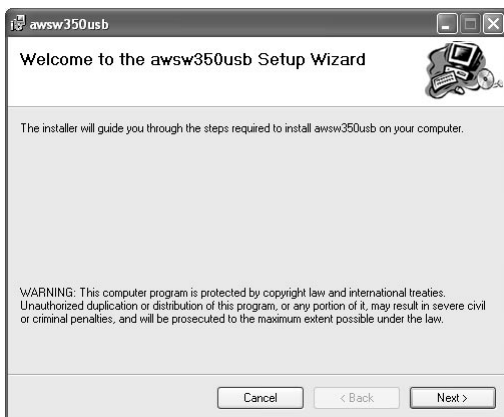 awsw350usb
Welcome to the awsw350usb Setup Wizard
The installer will guide you through the steps required to install awsw350usb on your computer.
WARNING: This computer program is protected by copyright law and international treaties.
Unauthorized duplication or distribution of this program, or any portion of it, may result in severe civil
or criminal penalties, and will be prosecuted to the maximum extent possible under the law.
Cancel
< Back
Next >